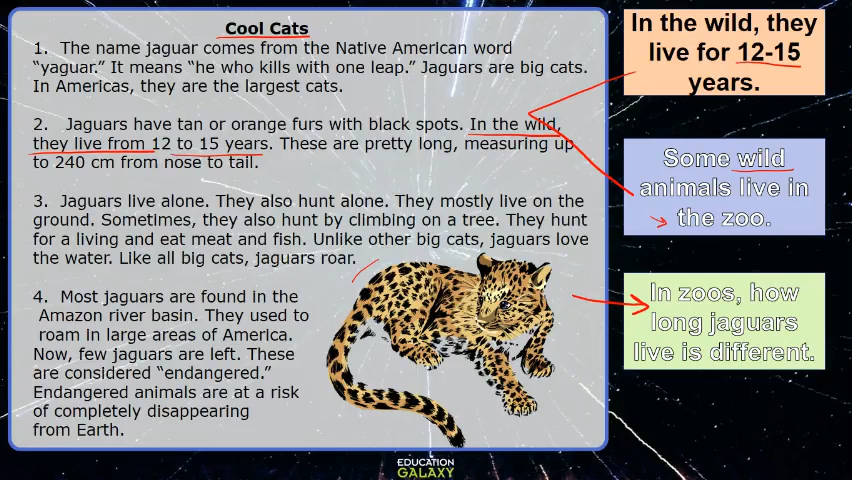 Cool Cats
1. The name jaguar comes from the Native American word
“yaguar.” It means “he who kills with one leap.” Jaguars are big cats.
In Americas, they are the largest cats.
2. Jaguars have tan or orange furs with black spots. In the wild,
they live from 12 to 15 years. These are pretty long, measuring up
to 240 cm from nose to tail.
3. Jaguars live alone. They also hunt alone. They mostly live on the
ground. Sometimes, they also hunt by climbing on a tree. They hunt
for a living and eat meat and fish. Unlike other big cats, jaguars love
the water. Like all big cats, jaguars roar.
4. Most jaguars are found in the
Amazon river basin. They used to
roam in large areas of America.
Now, few jaguars are left. These
are considered “endangered.”
Endangered animals are at a risk
of completely disappearing
from Earth.
In the wild, they
live for 12-15
years.
Some wild
animals live in
the zoo.
In zoos, how
long jaguars
live is different.
EDUCATION
GALAXY